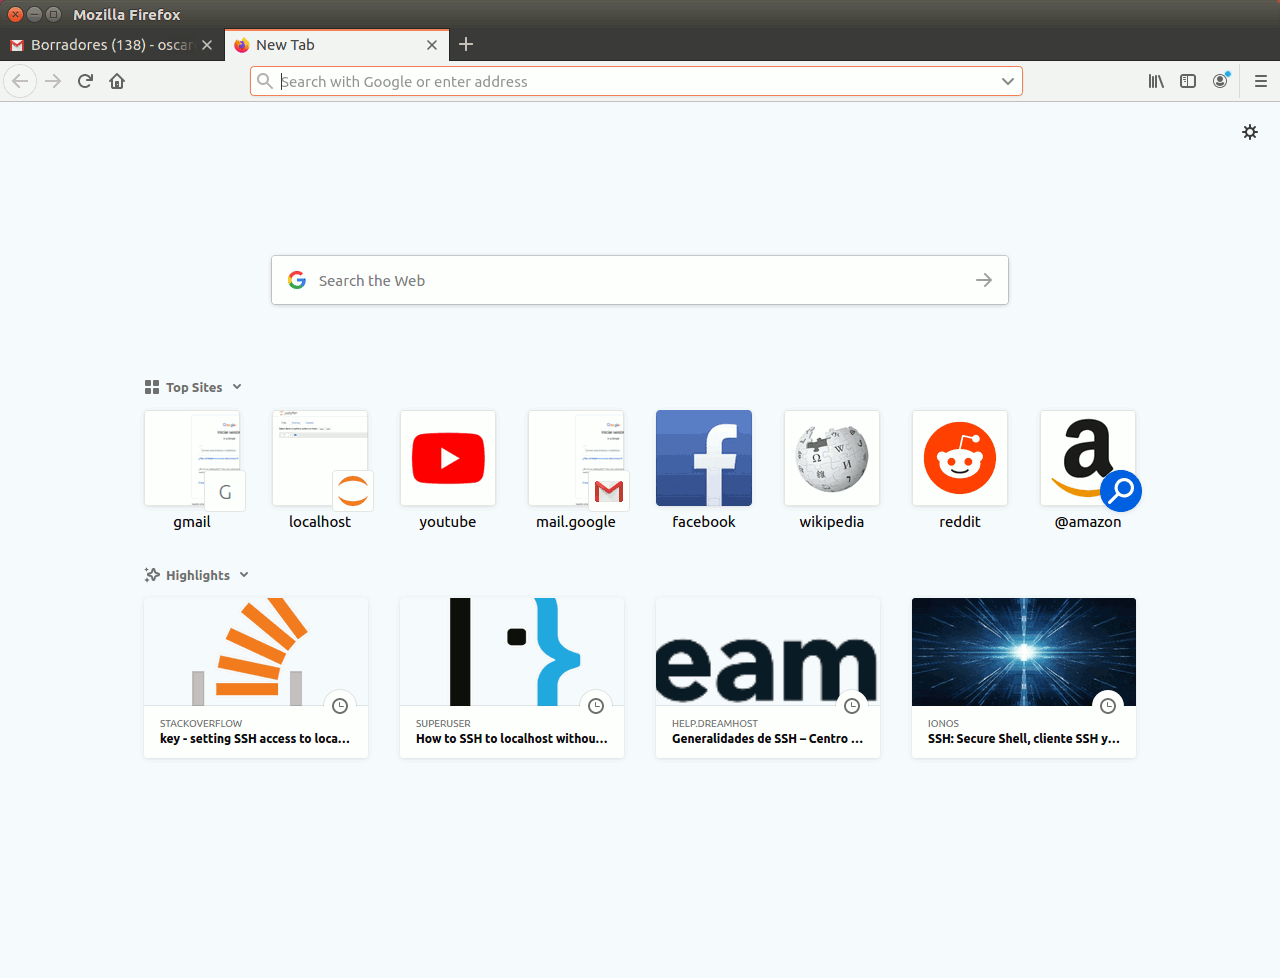 Mozilla Firefox
Borradores (138) - oscar
New Tab
Search with Google or enter address
Search the Web
Top Sites
G
gmail
localhost
youtube
mail.google
facebook
wikipedia
reddit
@amazon
Highlights
eam
STACKOVERFLOW
key - setting SSH access to loca...
SUPERUSER
How to SSH to localhost withou...
HELP.DREAMHOST
Generalidades de SSH – Centro ...
IONOS
SSH: Secure Shell, cliente SSH y...